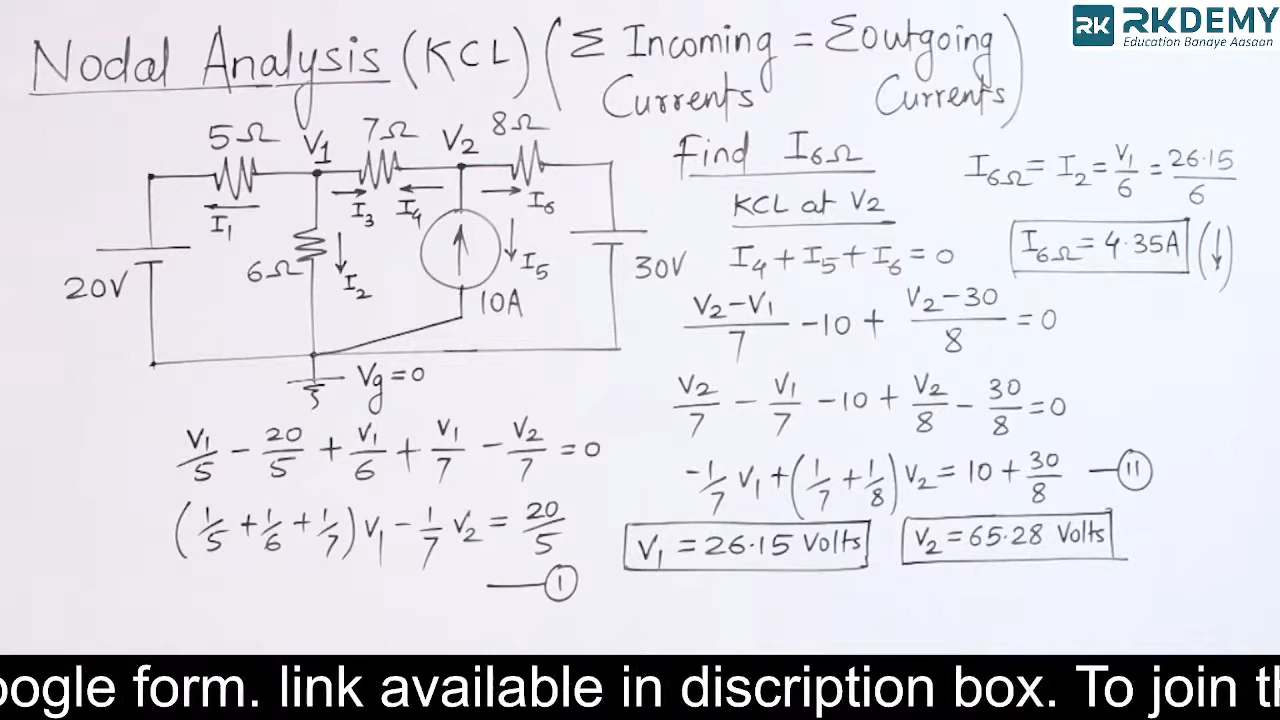 RK RKDEMY
Education Banaye Aasaan
Nodal Analysis (KCL) (Σ Incoming Currents = Σoutgoing Currents)
5Ω V1 7Ω V2 8Ω
I1 I3 I4 I6
20V 6Ω I2 I5 10A 30V
Vg=0
V1/5 - 20/5 + V1/6 + V1/7 - V2/7 = 0
(1/5 + 1/6 + 1/7)V1 - 1/7 V2 = 20/5
—(I)
Find I6Ω
KCL at V2
I4 + I5 + I6 = 0
(V2-V1)/7 - 10 + (V2-30)/8 = 0
V2/7 - V1/7 - 10 + V2/8 - 30/8 = 0
-1/7 V1 + (1/7 + 1/8)V2 = 10 + 30/8 —(II)
V1 = 26.15 Volts
V2 = 65.28 Volts
I6Ω = I2 = V1/6 = 26.15/6
I6Ω = 4.35A (↓)
oogle form. link available in discription box. To join th